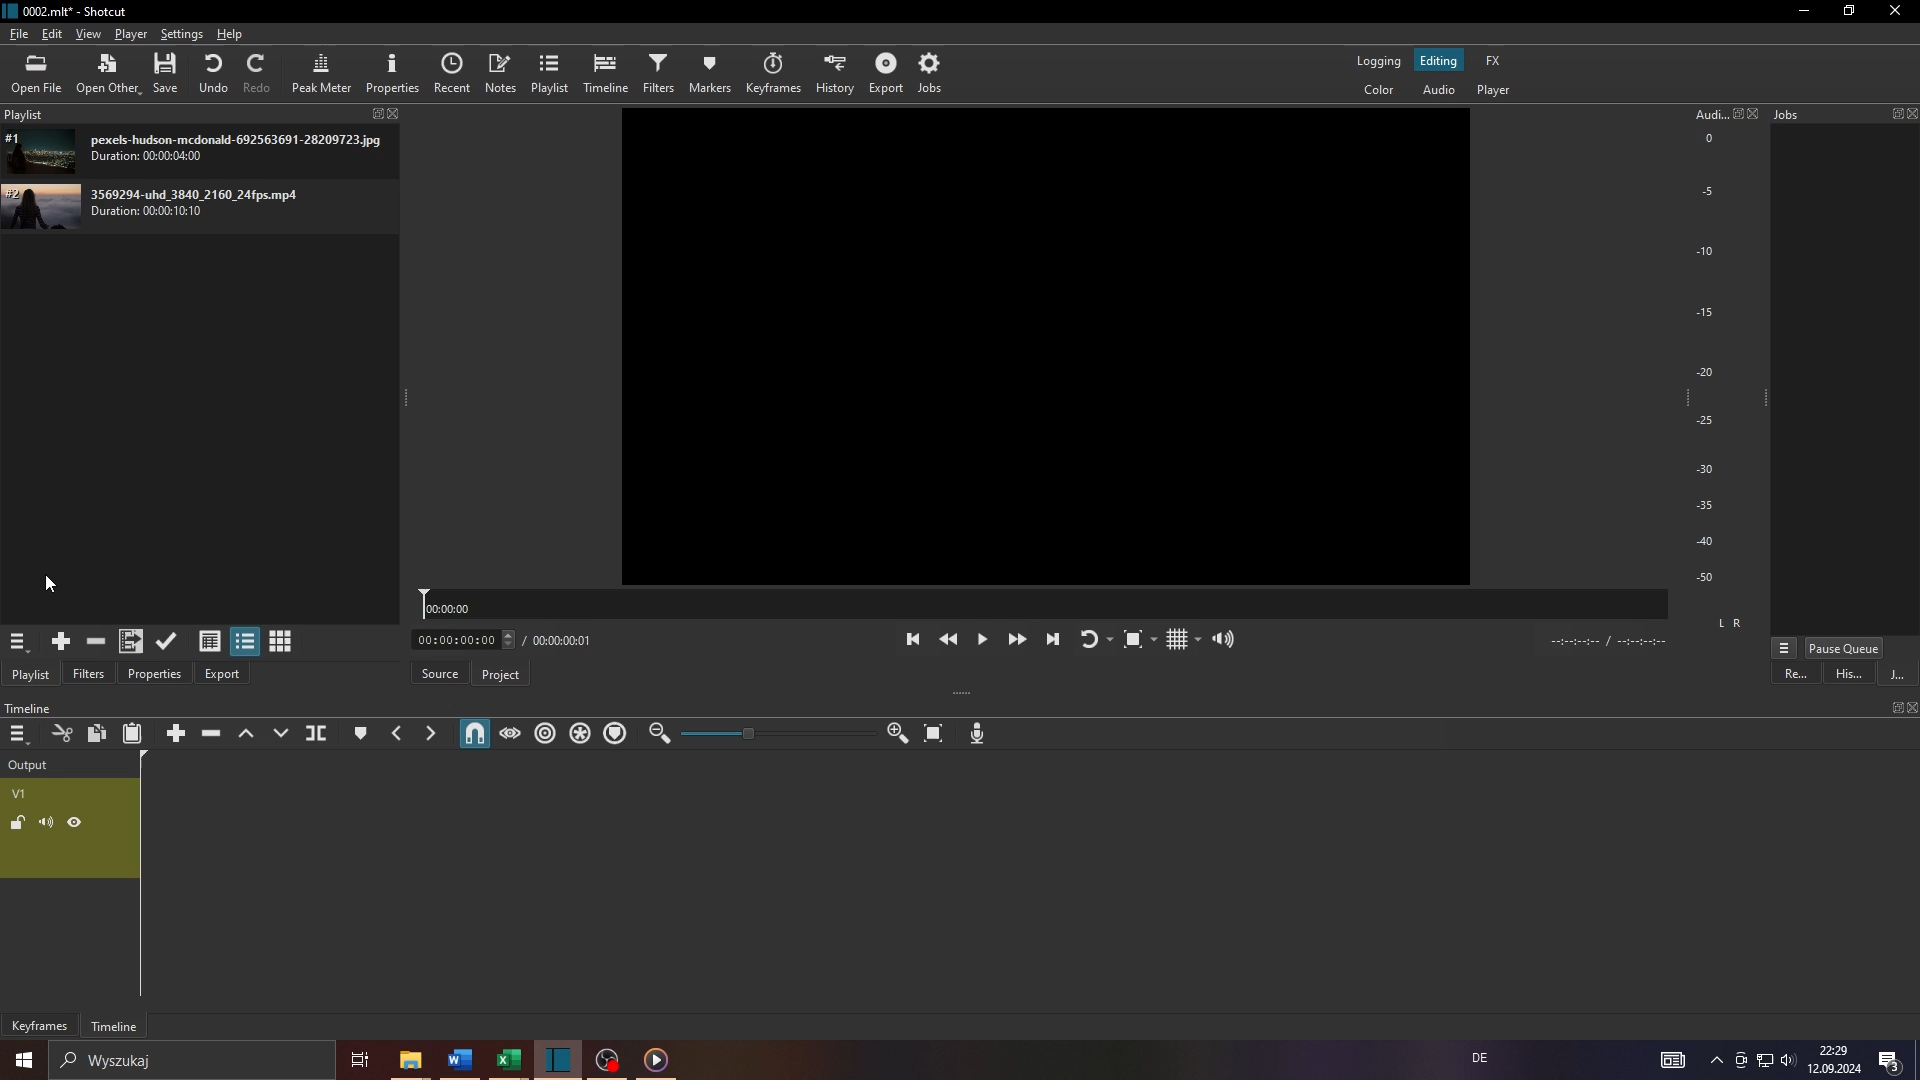 0002.mlt* - Shotcut
File Edit View Player Settings Help
Open File Open Other Save Undo Redo Peak Meter Properties Recent Notes Playlist Timeline Filters Markers Keyframes History Export Jobs
Logging Editing FX
Color Audio Player
Playlist
#1 pexels-hudson-mcdonald-692563691-28209723.jpg
Duration: 00:00:04:00
#2 3569294-uhd_3840_2160_24fps.mp4
Duration: 00:00:10:10
Playlist Filters Properties Export
00:00:00
00:00:00:00 / 00:00:00:01
--:--:--:-- / --:--:--:--
Source Project
Audi...
0
-5
-10
-15
-20
-25
-30
-35
-40
-50
L R
Jobs
Pause Queue
Re... His... J...
Timeline
Output
V1
Keyframes Timeline
Wyszukaj
DE
22:29
12.09.2024
3